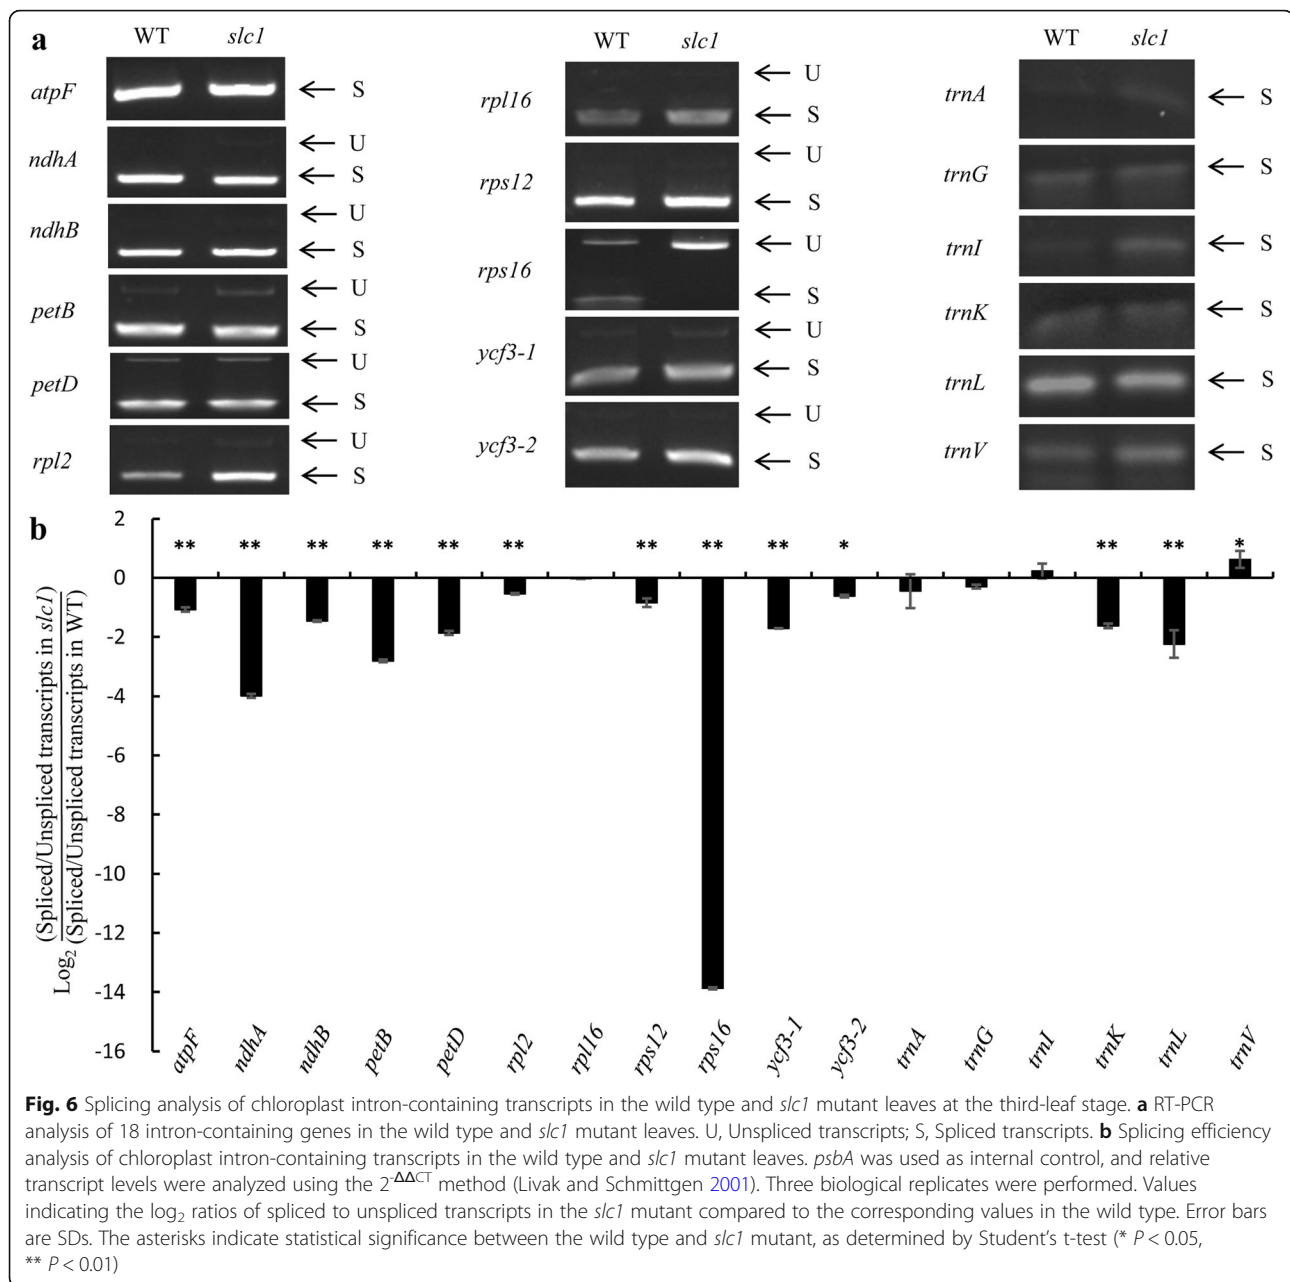 a
WT slc1
atpF ← S
ndhA ← U
← S
ndhB ← U
← S
petB ← U
← S
petD ← U
← S
rpl2 ← U
← S
WT slc1
rpl16 ← U
← S
rps12 ← U
← S
rps16 ← U
← S
ycf3-1 ← U
← S
ycf3-2 ← U
← S
WT slc1
trnA ← S
trnG ← S
trnI ← S
trnK ← S
trnL ← S
trnV ← S
b
Log2 (Spliced/Unspliced transcripts in slc1)
(Spliced/Unspliced transcripts in WT)
2
0
-2
-4
-6
-8
-10
-12
-14
-16
** ** ** ** ** ** ** ** ** * ** ** *
atpF ndhA ndhB petB petD rpl2 rpl16 rps12 rps16 ycf3-1 ycf3-2 trnA trnG trnI trnK trnL trnV
Fig. 6 Splicing analysis of chloroplast intron-containing transcripts in the wild type and slc1 mutant leaves at the third-leaf stage. a RT-PCR
analysis of 18 intron-containing genes in the wild type and slc1 mutant leaves. U, Unspliced transcripts; S, Spliced transcripts. b Splicing efficiency
analysis of chloroplast intron-containing transcripts in the wild type and slc1 mutant leaves. psbA was used as internal control, and relative
transcript levels were analyzed using the 2-ΔΔCT method (Livak and Schmittgen 2001). Three biological replicates were performed. Values
indicating the log2 ratios of spliced to unspliced transcripts in the slc1 mutant compared to the corresponding values in the wild type. Error bars
are SDs. The asterisks indicate statistical significance between the wild type and slc1 mutant, as determined by Student's t-test (* P < 0.05,
** P < 0.01)